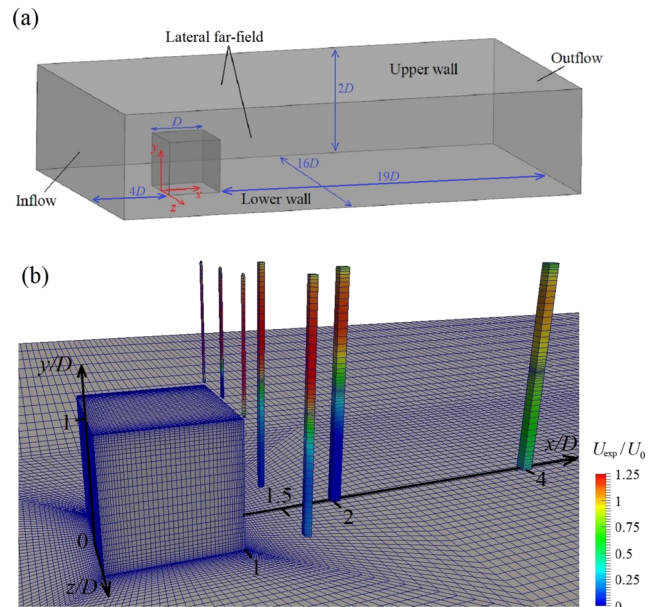 (a)
Lateral far-field
Upper wall
Outflow
2D
D
y
16D
19D
4D
x
z
Inflow
Lower wall
(b)
y/D
1
x/D
U_exp/U_0
1.25
1
0.75
0.5
0.25
0
4
1.5
2
0
1
z/D